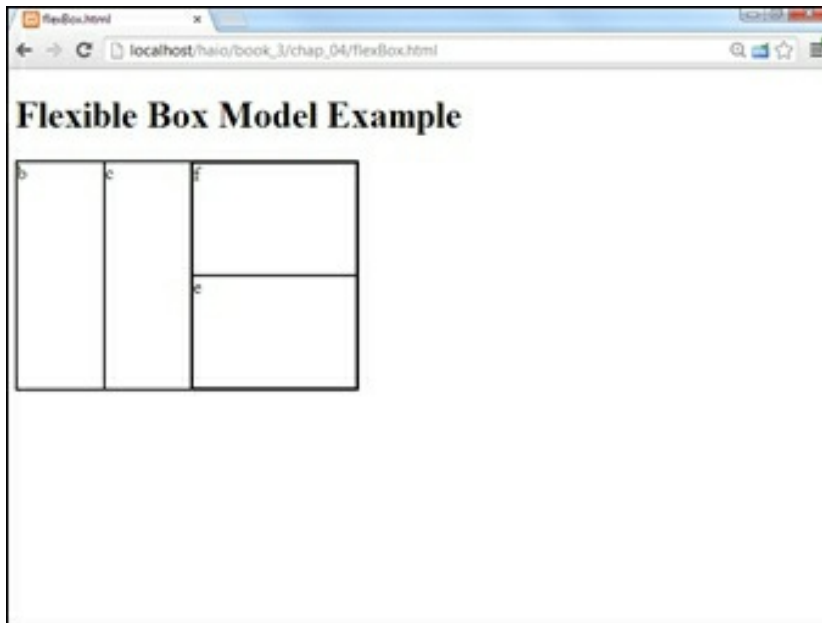 flexBox.html
localhost/haio/book_3/chap_04/flexBox.html
Flexible Box Model Example
b
c
f
e